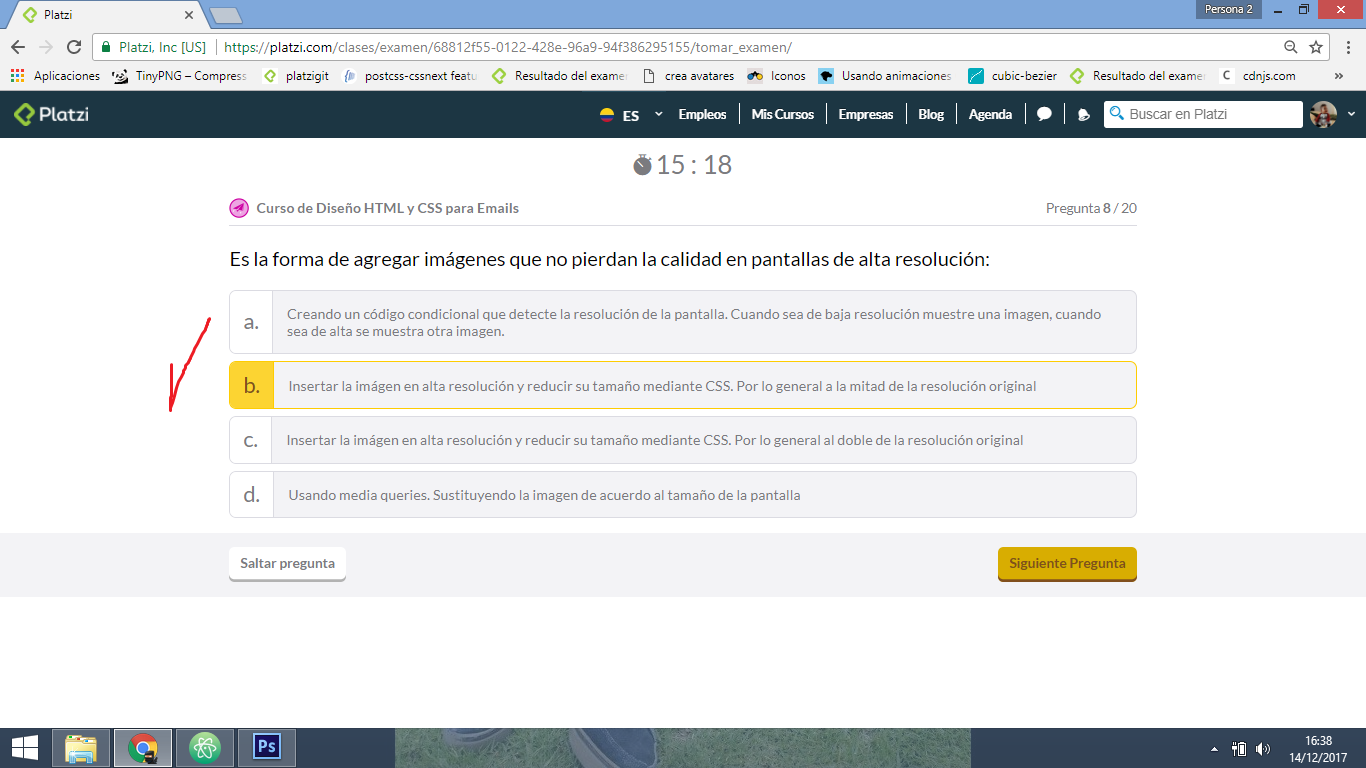 Platzi
Persona 2
Platzi, Inc [US]
https://platzi.com/clases/examen/68812f55-0122-428e-96a9-94f386295155/tomar_examen/
Aplicaciones
TinyPNG – Compress
platzigit
postcss-cssnext featu
Resultado del examen
crea avatares
Iconos
Usando animaciones
cubic-bezier
Resultado del examen
cdnjs.com
»
Platzi
ES
Empleos
Mis Cursos
Empresas
Blog
Agenda
Buscar en Platzi
15 : 18
Curso de Diseño HTML y CSS para Emails
Pregunta 8 / 20
Es la forma de agregar imágenes que no pierdan la calidad en pantallas de alta resolución:
a.
Creando un código condicional que detecte la resolución de la pantalla. Cuando sea de baja resolución muestre una imagen, cuando
sea de alta se muestra otra imagen.
b.
Insertar la imágen en alta resolución y reducir su tamaño mediante CSS. Por lo general a la mitad de la resolución original
c.
Insertar la imágen en alta resolución y reducir su tamaño mediante CSS. Por lo general al doble de la resolución original
d.
Usando media queries. Sustituyendo la imagen de acuerdo al tamaño de la pantalla
Saltar pregunta
Siguiente Pregunta
Ps
16:38
14/12/2017